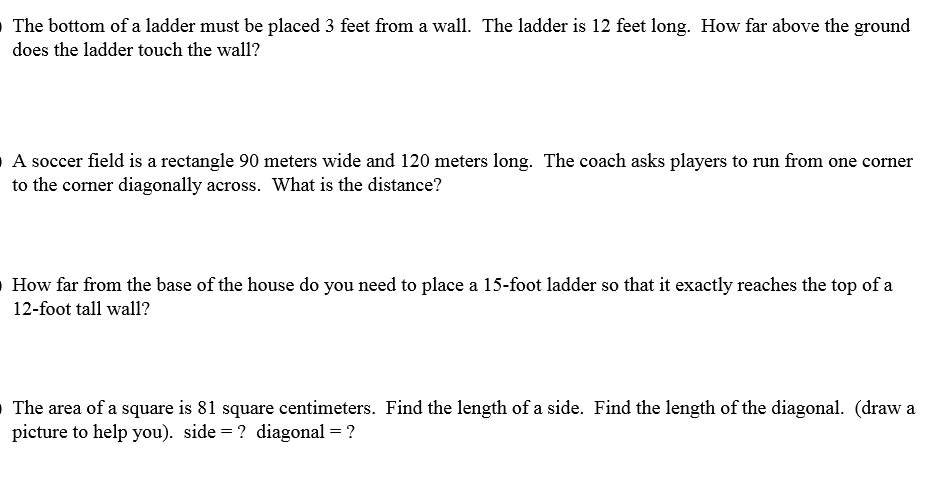 The bottom of a ladder must be placed 3 feet from a wall. The ladder is 12 feet long. How far above the ground
does the ladder touch the wall?
A soccer field is a rectangle 90 meters wide and 120 meters long. The coach asks players to run from one corner
to the corner diagonally across. What is the distance?
How far from the base of the house do you need to place a 15-foot ladder so that it exactly reaches the top of a
12-foot tall wall?
The area of a square is 81 square centimeters. Find the length of a side. Find the length of the diagonal. (draw a
picture to help you). side = ? diagonal = ?